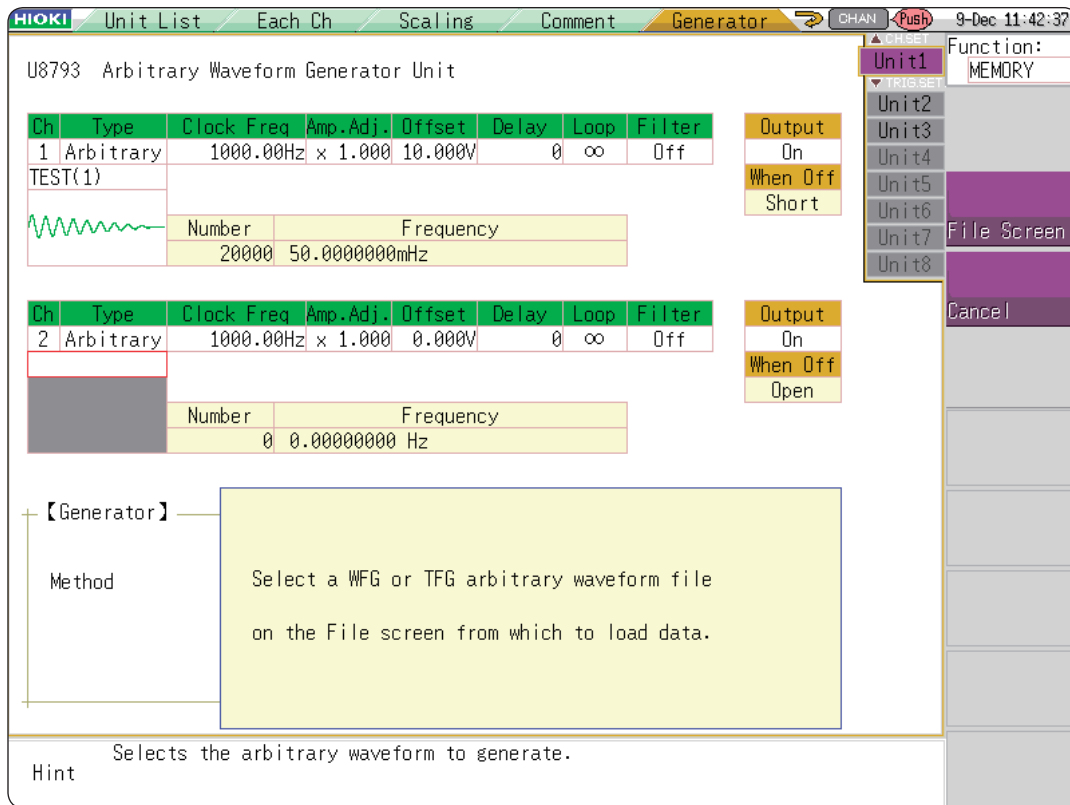 HIOKI Unit List Each Ch Scaling Comment Generator CHAN Push 9-Dec 11:42:37
▲ CH.SET
Unit1
▼ TRIG.SET
Unit2
Unit3
Unit4
Unit5
Unit6
Unit7
Unit8
Function:
MEMORY
File Screen
Cancel
U8793 Arbitrary Waveform Generator Unit
Ch Type Clock Freq Amp.Adj. Offset Delay Loop Filter Output
1 Arbitrary 1000.00Hz x 1.000 10.000V 0 ∞ Off On
TEST(1) When Off
Short
Number Frequency
20000 50.0000000mHz
Ch Type Clock Freq Amp.Adj. Offset Delay Loop Filter Output
2 Arbitrary 1000.00Hz x 1.000 0.000V 0 ∞ Off On
When Off
Open
Number Frequency
0 0.00000000 Hz
【Generator】
Method
Select a WFG or TFG arbitrary waveform file
on the File screen from which to load data.
Selects the arbitrary waveform to generate.
Hint